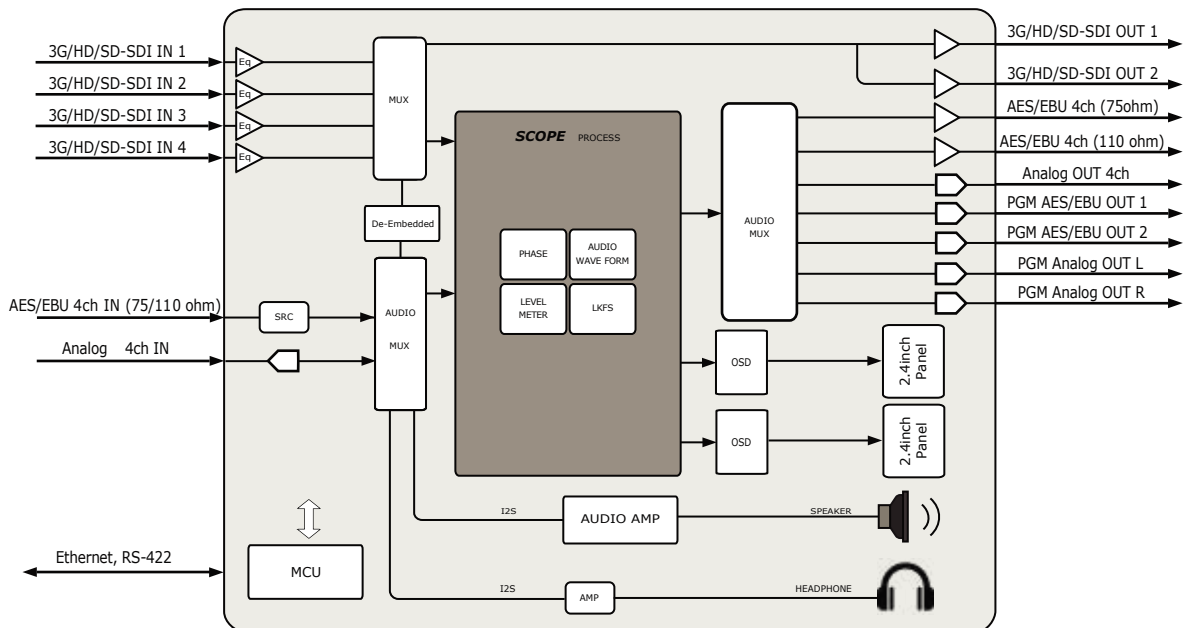 3G/HD/SD-SDI IN 1
3G/HD/SD-SDI IN 2
3G/HD/SD-SDI IN 3
3G/HD/SD-SDI IN 4
Eq
Eq
Eq
Eq
MUX
De-Embedded
AES/EBU 4ch IN (75/110 ohm)
Analog 4ch IN
SRC
AUDIO
MUX
SCOPE PROCESS
PHASE
AUDIO
WAVE FORM
LEVEL
METER
LKFS
AUDIO
MUX
3G/HD/SD-SDI OUT 1
3G/HD/SD-SDI OUT 2
AES/EBU 4ch (75ohm)
AES/EBU 4ch (110 ohm)
Analog OUT 4ch
PGM AES/EBU OUT 1
PGM AES/EBU OUT 2
PGM Analog OUT L
PGM Analog OUT R
OSD
2.4inch
Panel
OSD
2.4inch
Panel
I2S
AUDIO AMP
SPEAKER
Ethernet, RS-422
MCU
I2S
AMP
HEADPHONE